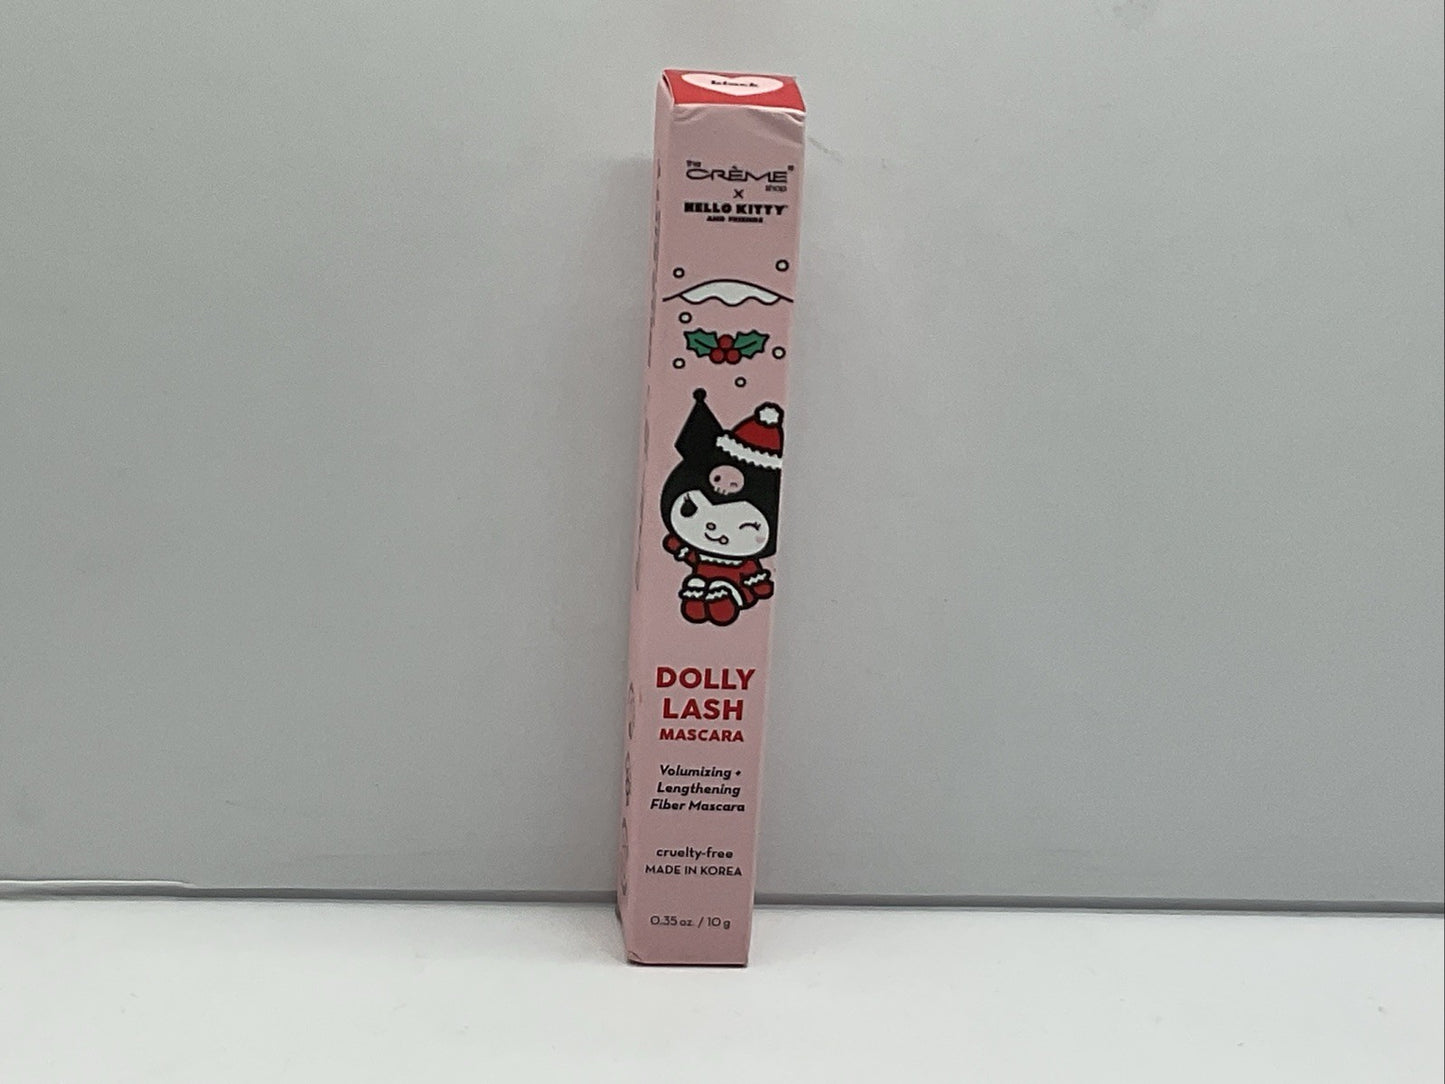 black
the
CRÈME
shop
X
HELLO KITTY
AND FRIENDS
DOLLY
LASH
MASCARA
Volumizing +
Lengthening
Fiber Mascara
cruelty-free
MADE IN KOREA
0.35 oz. / 10 g